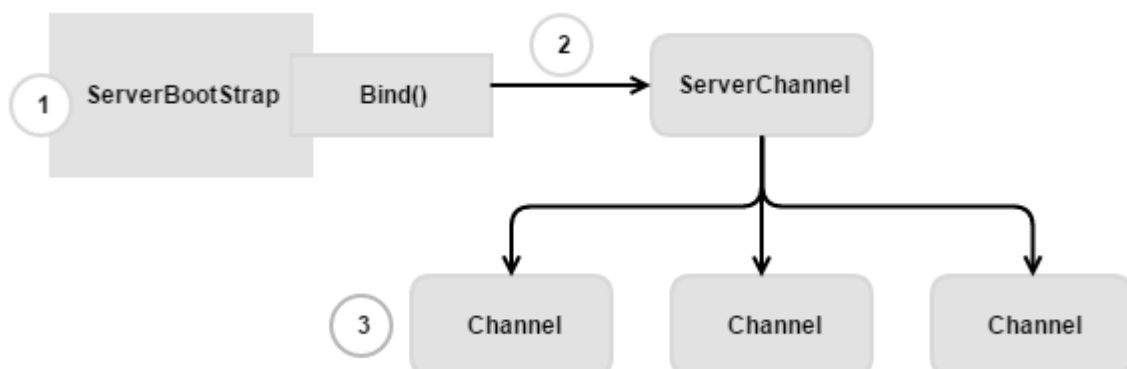 2
1
ServerBootStrap
Bind()
ServerChannel
3
Channel
Channel
Channel